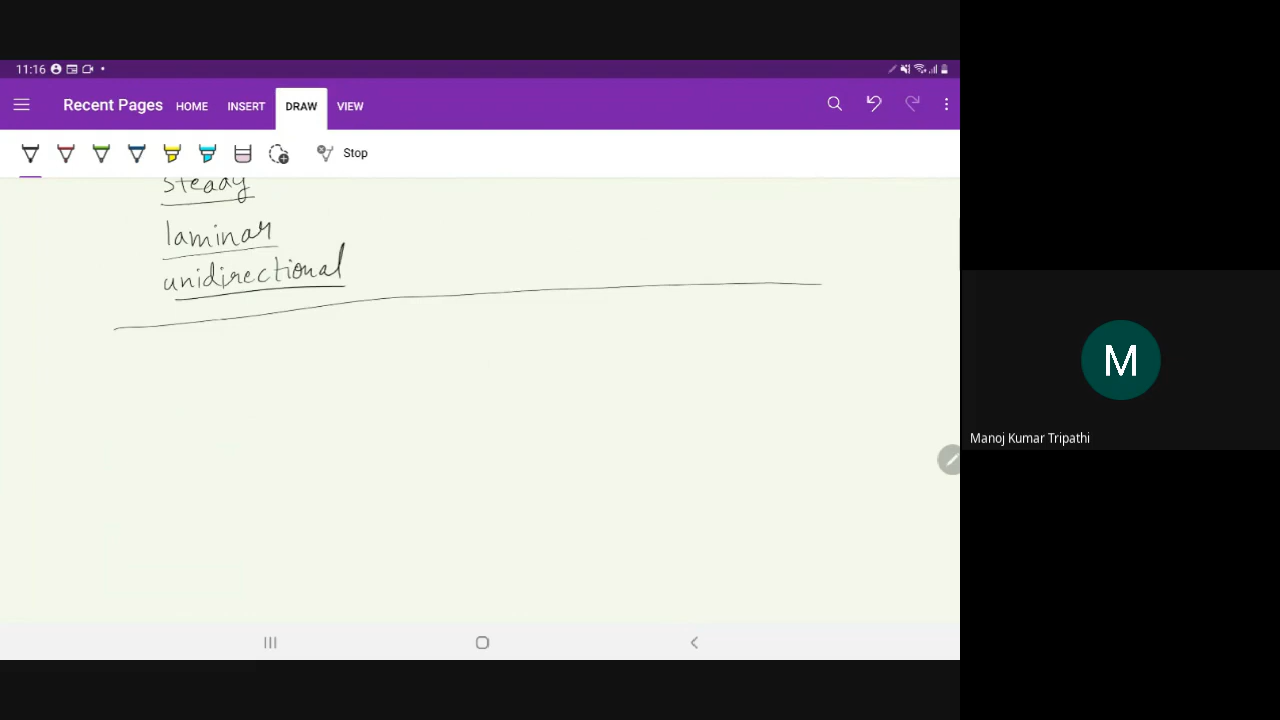 11:16
Recent Pages HOME INSERT DRAW VIEW
Stop
steady
laminar
unidirectional
M
Manoj Kumar Tripathi